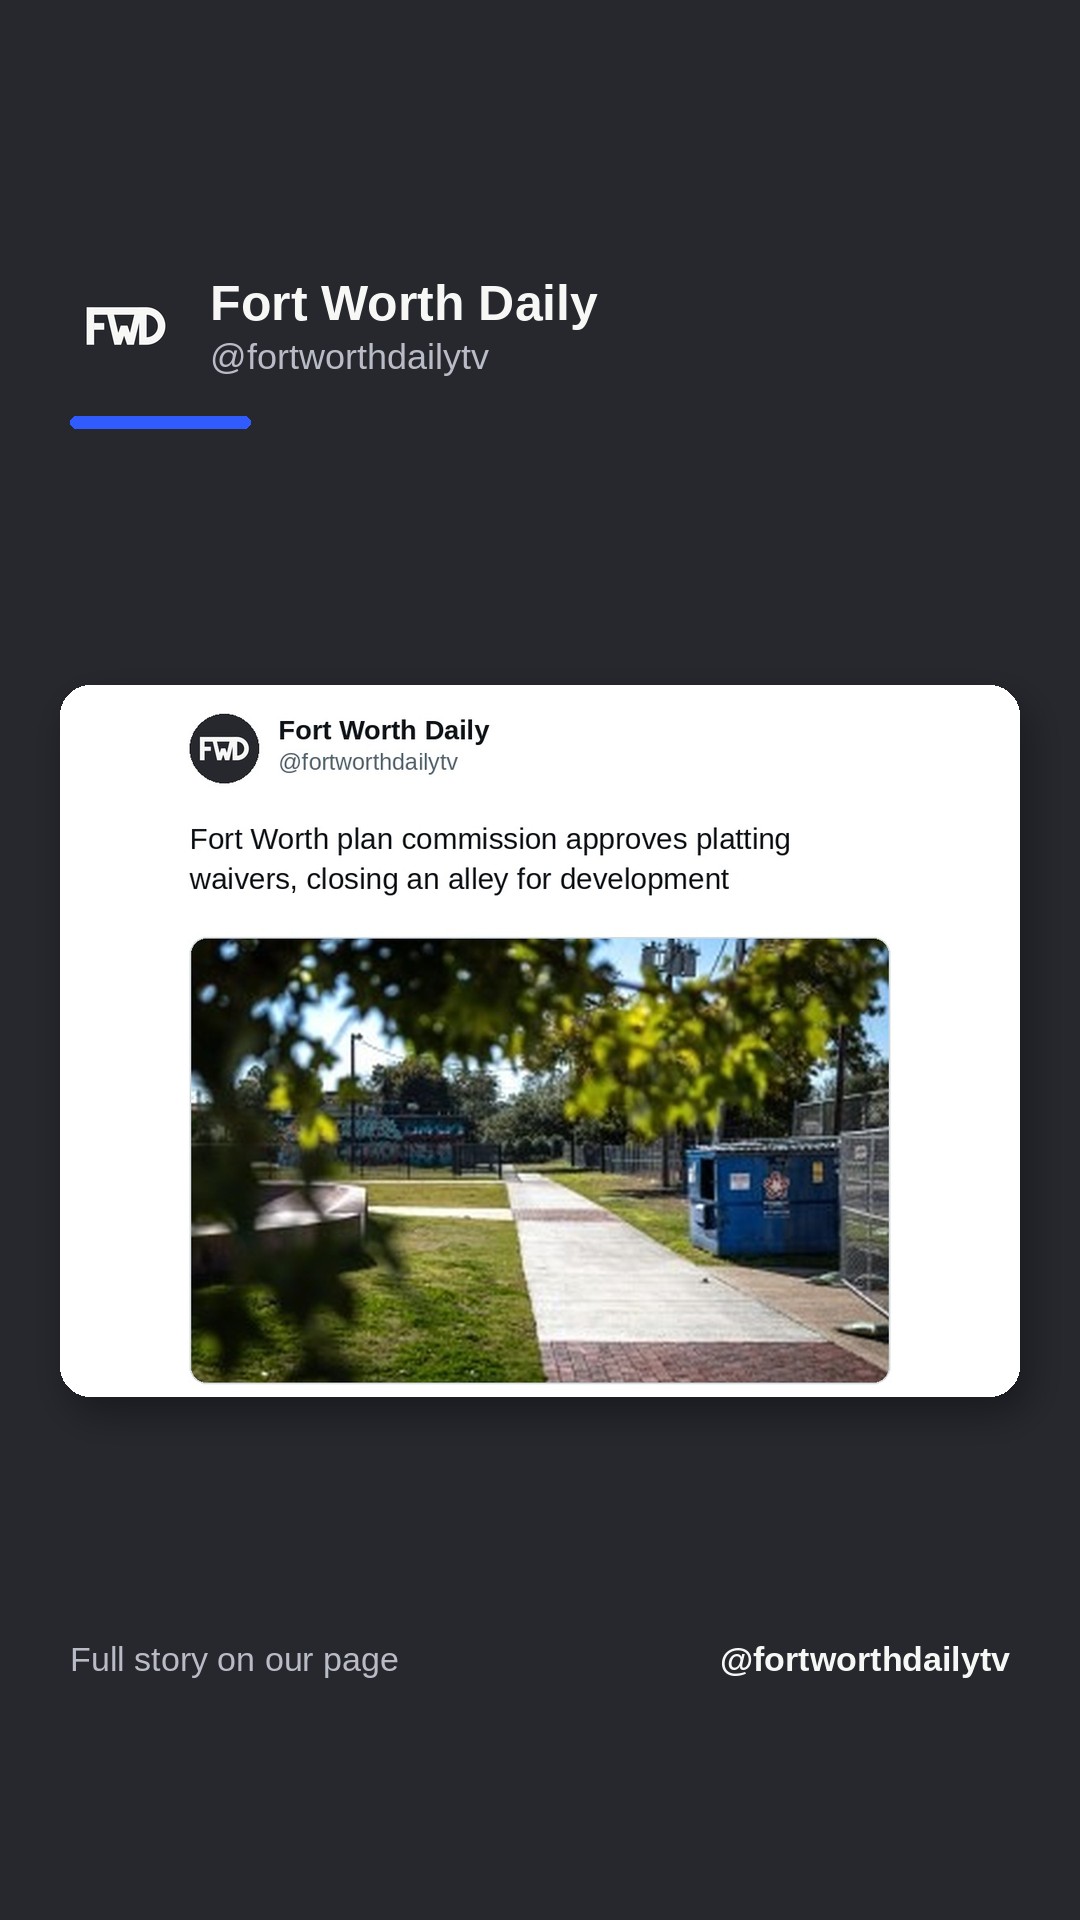 FWD
Fort Worth Daily
@fortworthdailytv
FWD
Fort Worth Daily
@fortworthdailytv
Fort Worth plan commission approves platting
waivers, closing an alley for development
Full story on our page
@fortworthdailytv